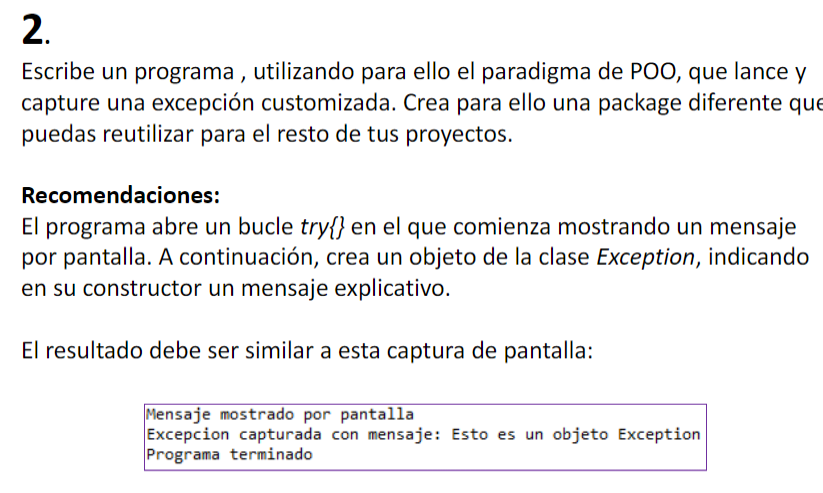 2.
Escribe un programa , utilizando para ello el paradigma de POO, que lance y
capture una excepción customizada. Crea para ello una package diferente que
puedas reutilizar para el resto de tus proyectos.
Recomendaciones:
El programa abre un bucle try{} en el que comienza mostrando un mensaje
por pantalla. A continuación, crea un objeto de la clase Exception, indicando
en su constructor un mensaje explicativo.
El resultado debe ser similar a esta captura de pantalla:
Mensaje mostrado por pantalla
Excepcion capturada con mensaje: Esto es un objeto Exception
Programa terminado